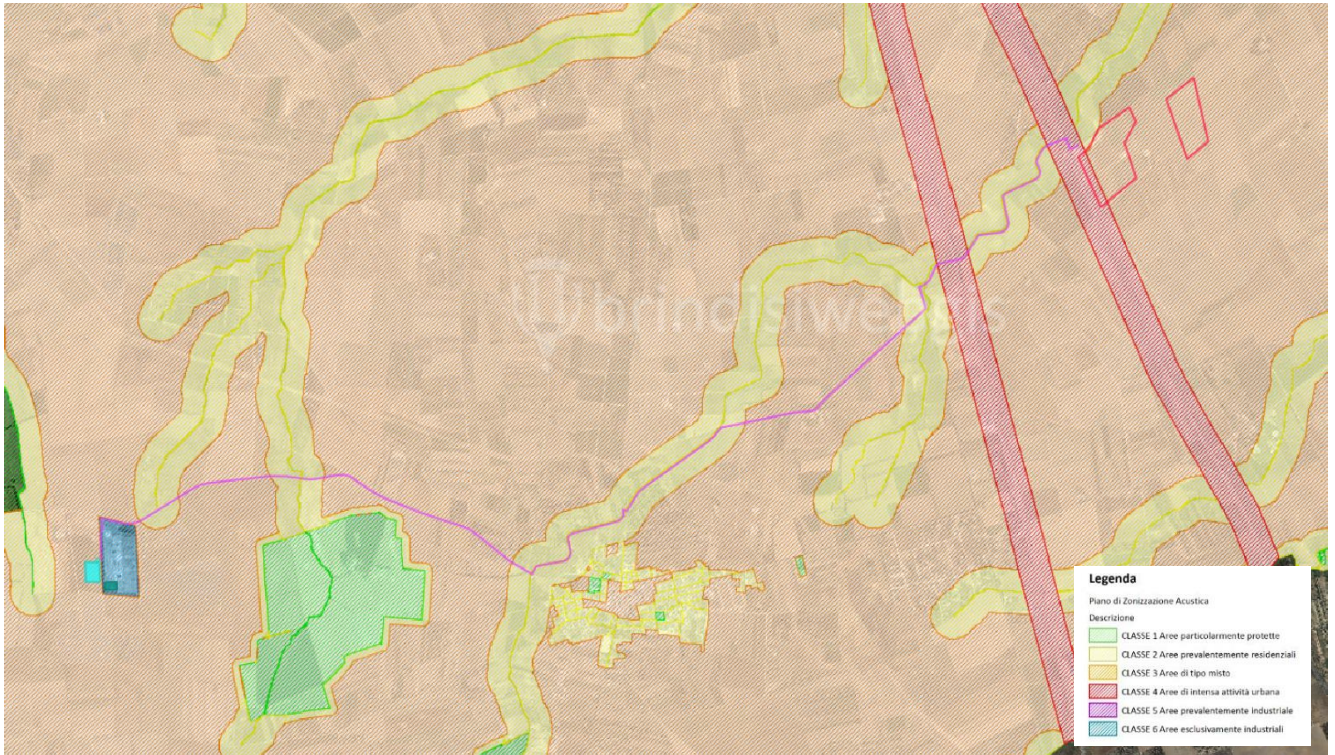 brindisiwebgis
Legenda
Piano di Zonizzazione Acustica
Descrizione
CLASSE 1 Aree particolarmente protette
CLASSE 2 Aree prevalentemente residenziali
CLASSE 3 Aree di tipo misto
CLASSE 4 Aree di intensa attività urbana
CLASSE 5 Aree prevalentemente industriale
CLASSE 6 Aree esclusivamente industriali